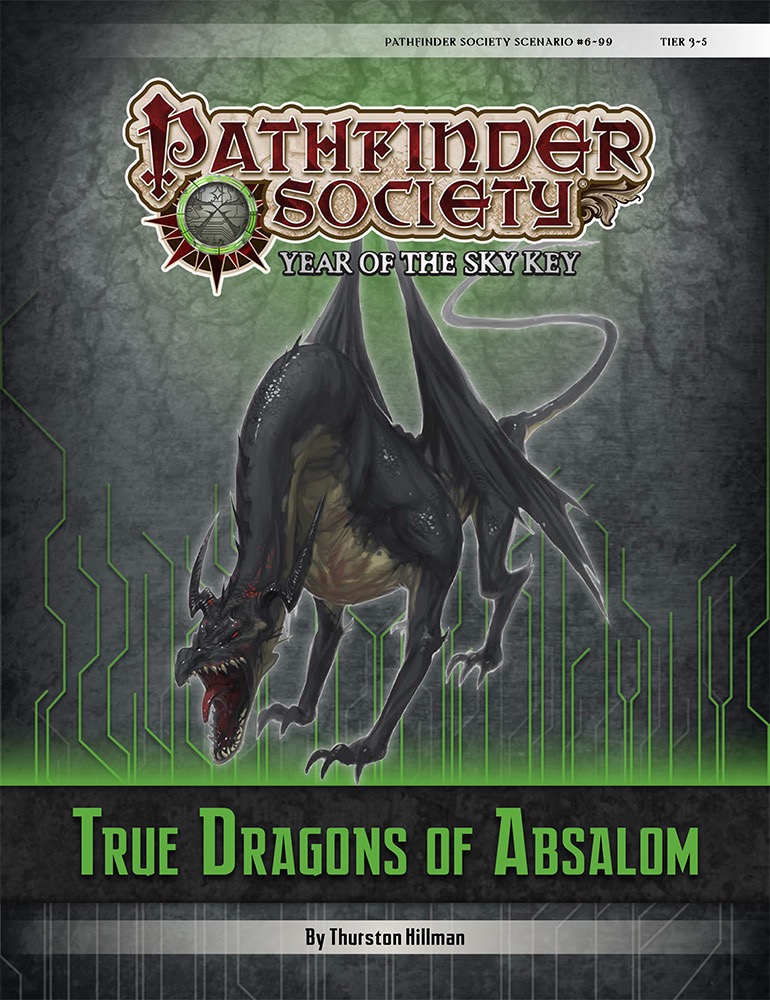 PATHFINDER SOCIETY SCENARIO #6-99 TIER 3-5
PATHFINDER
SOCIETY®
YEAR OF THE SKY KEY
TRUE DRAGONS OF ABSALOM
By Thurston Hillman